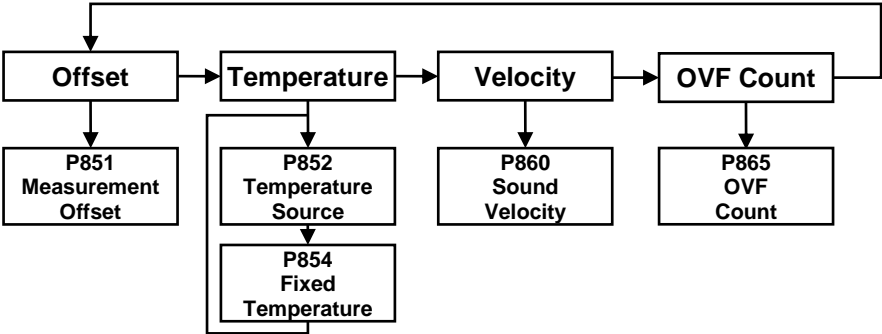 Offset
Temperature
Velocity
OVF Count
P851
Measurement
Offset
P852
Temperature
Source
P860
Sound
Velocity
P865
OVF
Count
P854
Fixed
Temperature